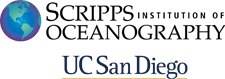 SCRIPPS INSTITUTION OF
OCEANOGRAPHY
UC San Diego